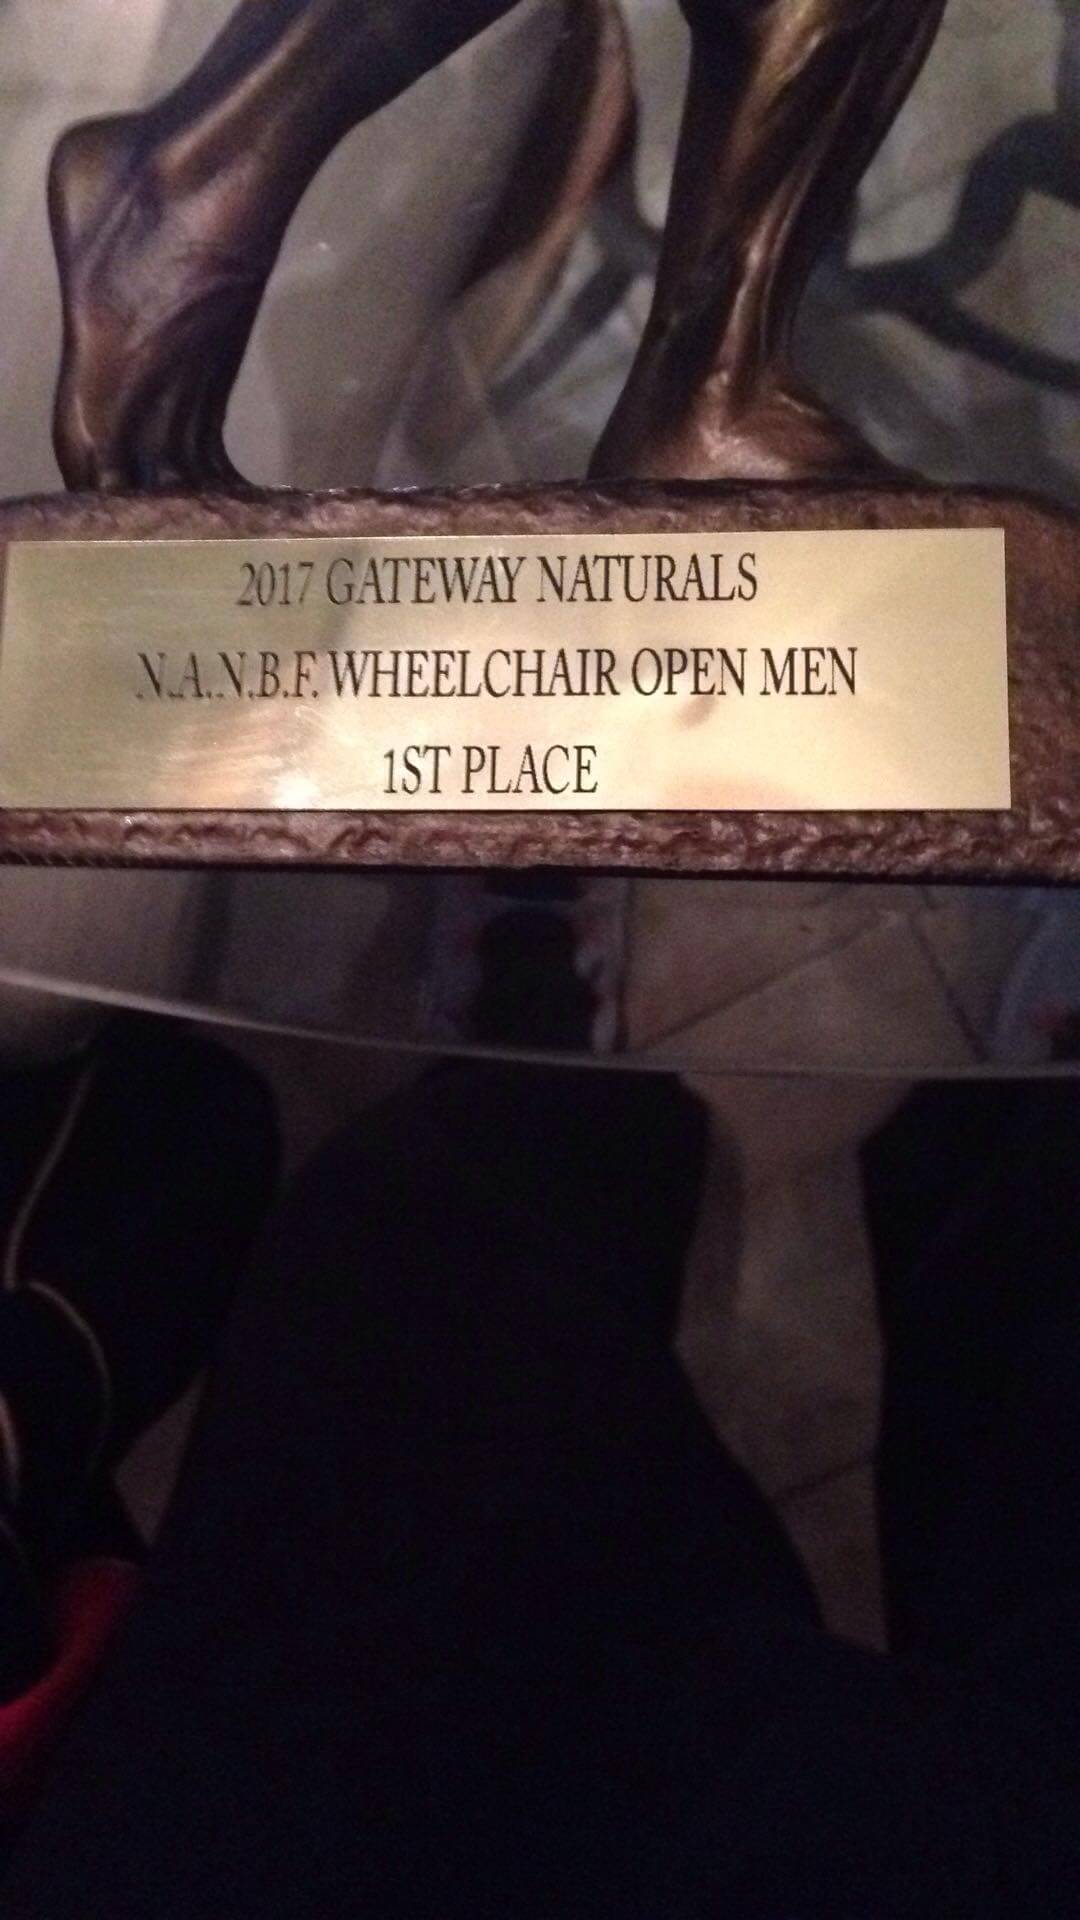 2017 GATEWAY NATURALS
N.A.N.B.F. WHEELCHAIR OPEN MEN
1ST PLACE